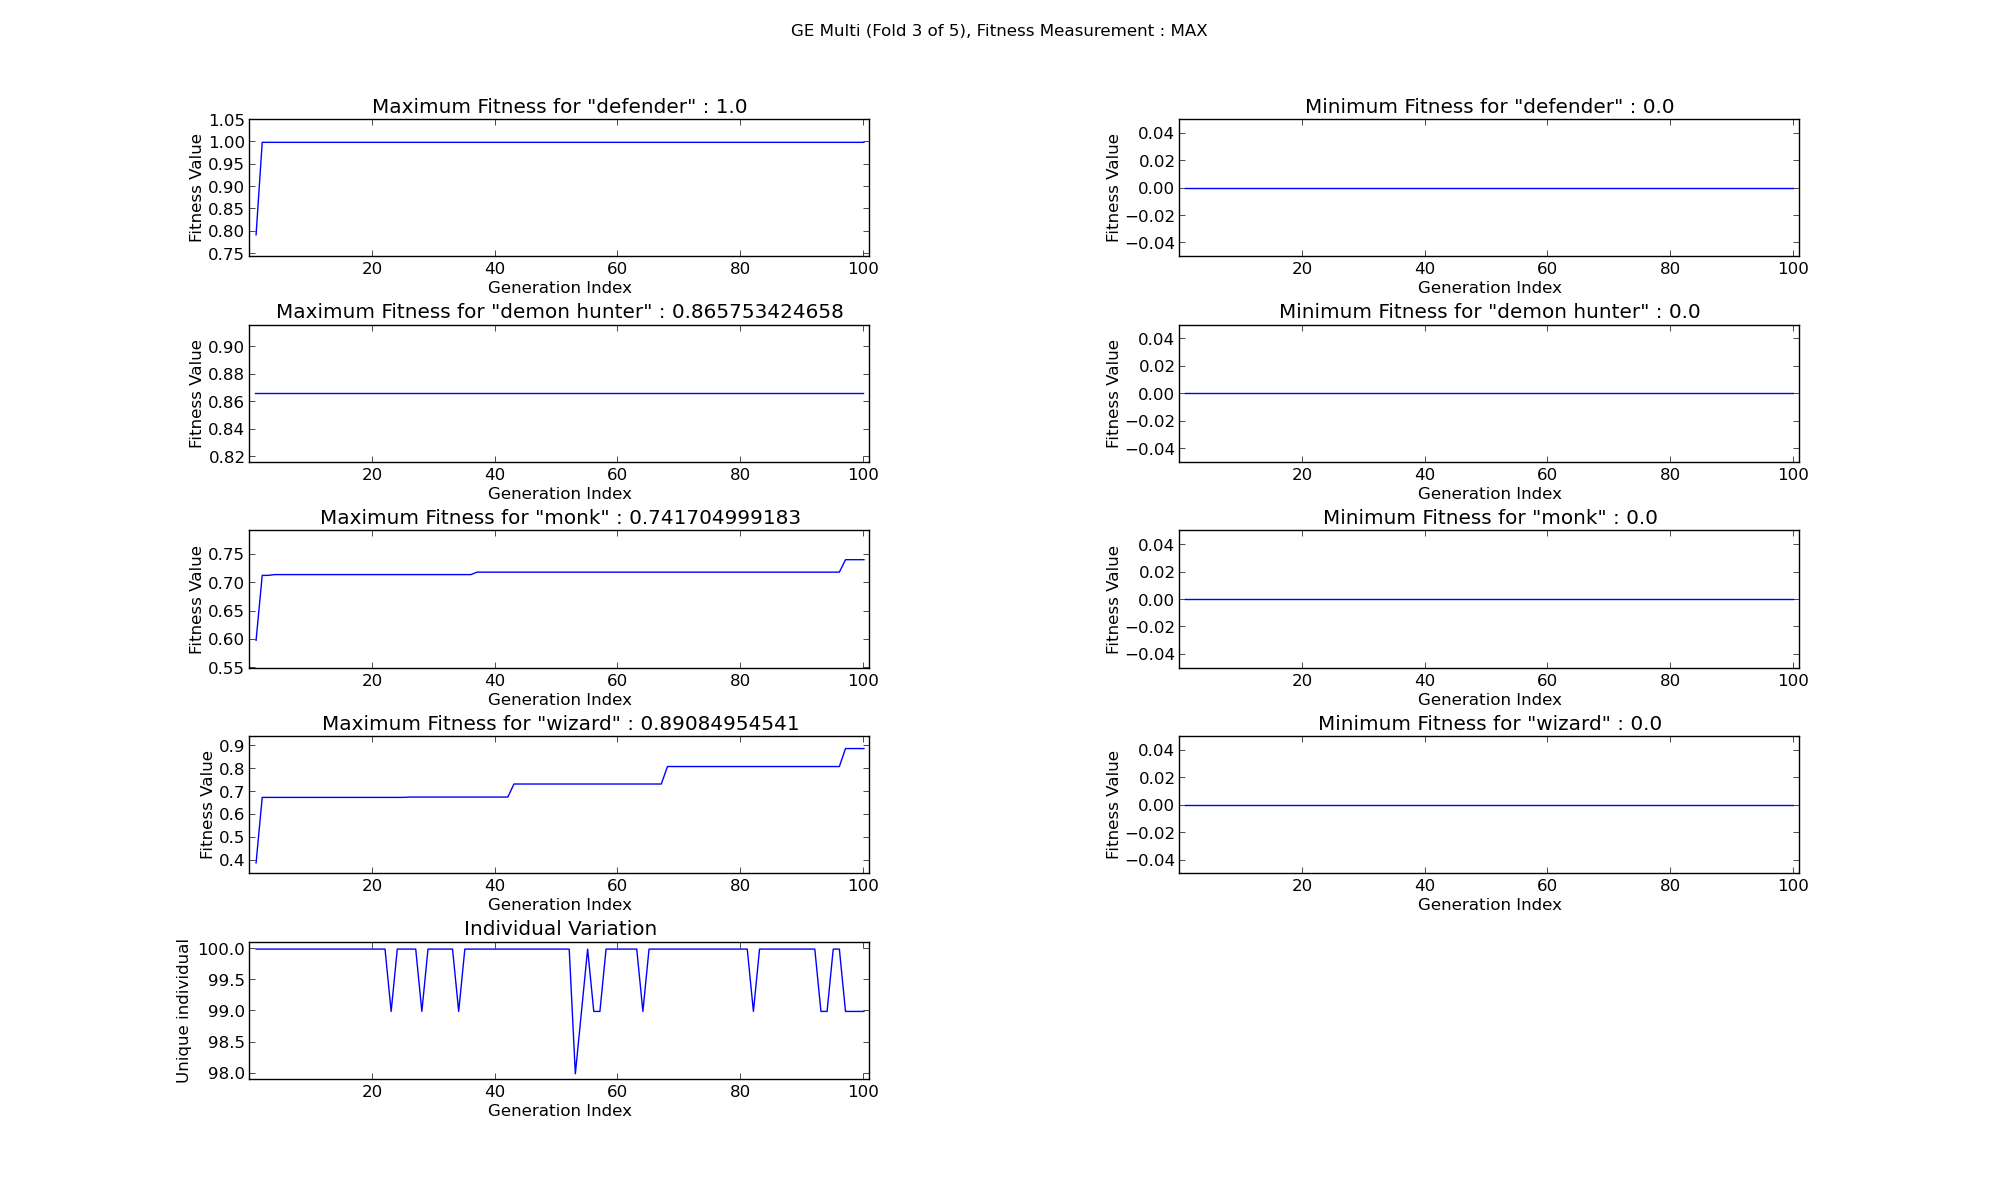 GE Multi (Fold 3 of 5), Fitness Measurement : MAX
Maximum Fitness for "defender" : 1.0
Fitness Value
1.05
1.00
0.95
0.90
0.85
0.80
0.75
20 40 60 80 100
Generation Index
Minimum Fitness for "defender" : 0.0
Fitness Value
0.04
0.02
0.00
−0.02
−0.04
20 40 60 80 100
Generation Index
Maximum Fitness for "demon hunter" : 0.865753424658
Fitness Value
0.90
0.88
0.86
0.84
0.82
20 40 60 80 100
Generation Index
Minimum Fitness for "demon hunter" : 0.0
Fitness Value
0.04
0.02
0.00
−0.02
−0.04
20 40 60 80 100
Generation Index
Maximum Fitness for "monk" : 0.741704999183
Fitness Value
0.75
0.70
0.65
0.60
0.55
20 40 60 80 100
Generation Index
Minimum Fitness for "monk" : 0.0
Fitness Value
0.04
0.02
0.00
−0.02
−0.04
20 40 60 80 100
Generation Index
Maximum Fitness for "wizard" : 0.89084954541
Fitness Value
0.9
0.8
0.7
0.6
0.5
0.4
20 40 60 80 100
Generation Index
Minimum Fitness for "wizard" : 0.0
Fitness Value
0.04
0.02
0.00
−0.02
−0.04
20 40 60 80 100
Generation Index
Individual Variation
Unique individual
100.0
99.5
99.0
98.5
98.0
20 40 60 80 100
Generation Index